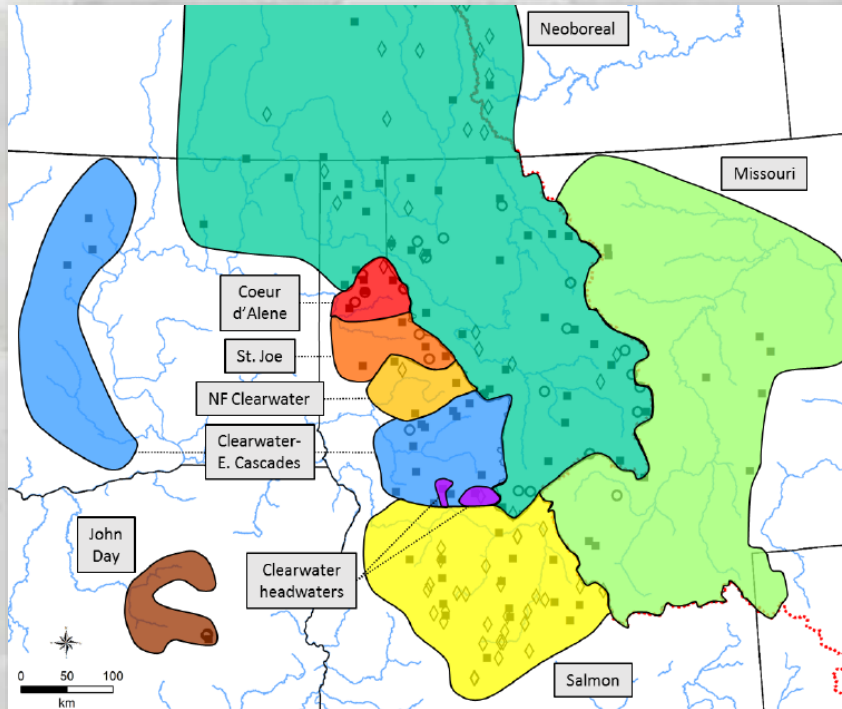 Neoboreal
Missouri
Coeur
d'Alene
St. Joe
NF Clearwater
Clearwater-
E. Cascades
John
Day
Clearwater
headwaters
Salmon
0 50 100
km